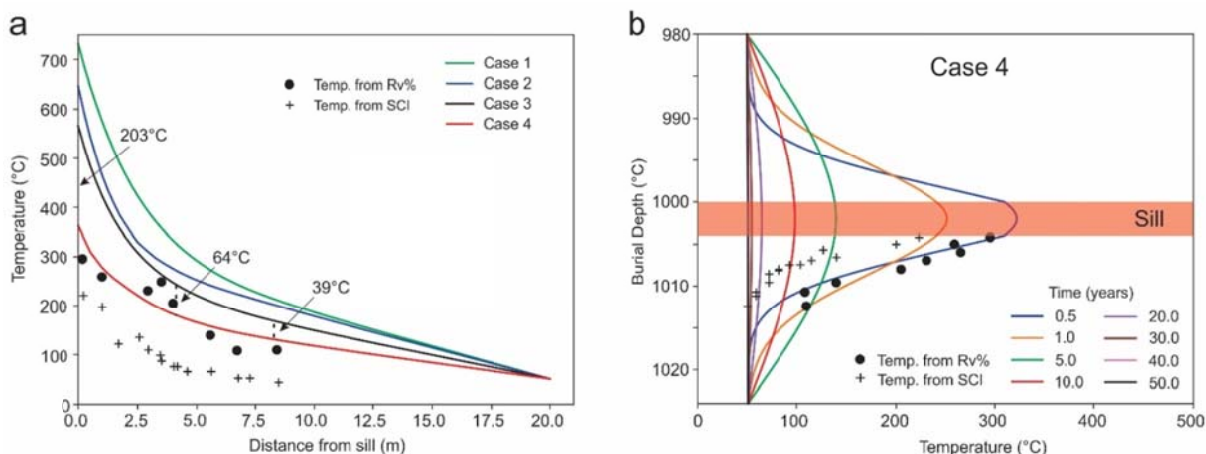 a
Temperature (°C)
700
600
500
400
300
200
100
0
0.0 2.5 5.0 7.5 10.0 12.5 15.0 17.5 20.0
Distance from sill (m)
Temp. from Rv%
Temp. from SCI
Case 1
Case 2
Case 3
Case 4
203°C
64°C
39°C
b
Burial Depth (°C)
980
990
1000
1010
1020
0 100 200 300 400 500
Temperature (°C)
Case 4
Sill
Temp. from Rv%
Temp. from SCI
Time (years)
0.5 20.0
1.0 30.0
5.0 40.0
10.0 50.0